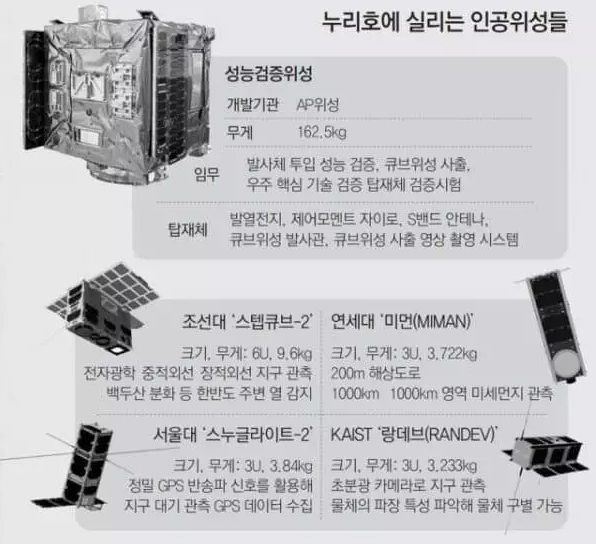 누리호에 실리는 인공위성들
성능검증위성
개발기관 AP위성
무게 162.5kg
임무 발사체 투입 성능 검증, 큐브위성 사출,
우주 핵심 기술 검증 탑재체 검증시험
탑재체 발열전지, 제어모멘트 자이로, S밴드 안테나,
큐브위성 발사관, 큐브위성 사출 영상 촬영 시스템
조선대 ‘스텝큐브-2’
크기, 무게: 6U, 9.6kg
전자광학 중적외선 장적외선 지구 관측
백두산 분화 등 한반도 주변 열 감지
연세대 ‘미먼(MIMAN)’
크기, 무게: 3U, 3.722kg
200m 해상도로
1000km 1000km 영역 미세먼지 관측
서울대 ‘스누글라이트-2’
크기, 무게: 3U, 3.84kg
정밀 GPS 반송파 신호를 활용해
지구 대기 관측 GPS 데이터 수집
KAIST ‘랑데브(RANDEV)’
크기, 무게: 3U, 3.233kg
초분광 카메라로 지구 관측
물체의 파장 특성 파악해 물체 구별 가능